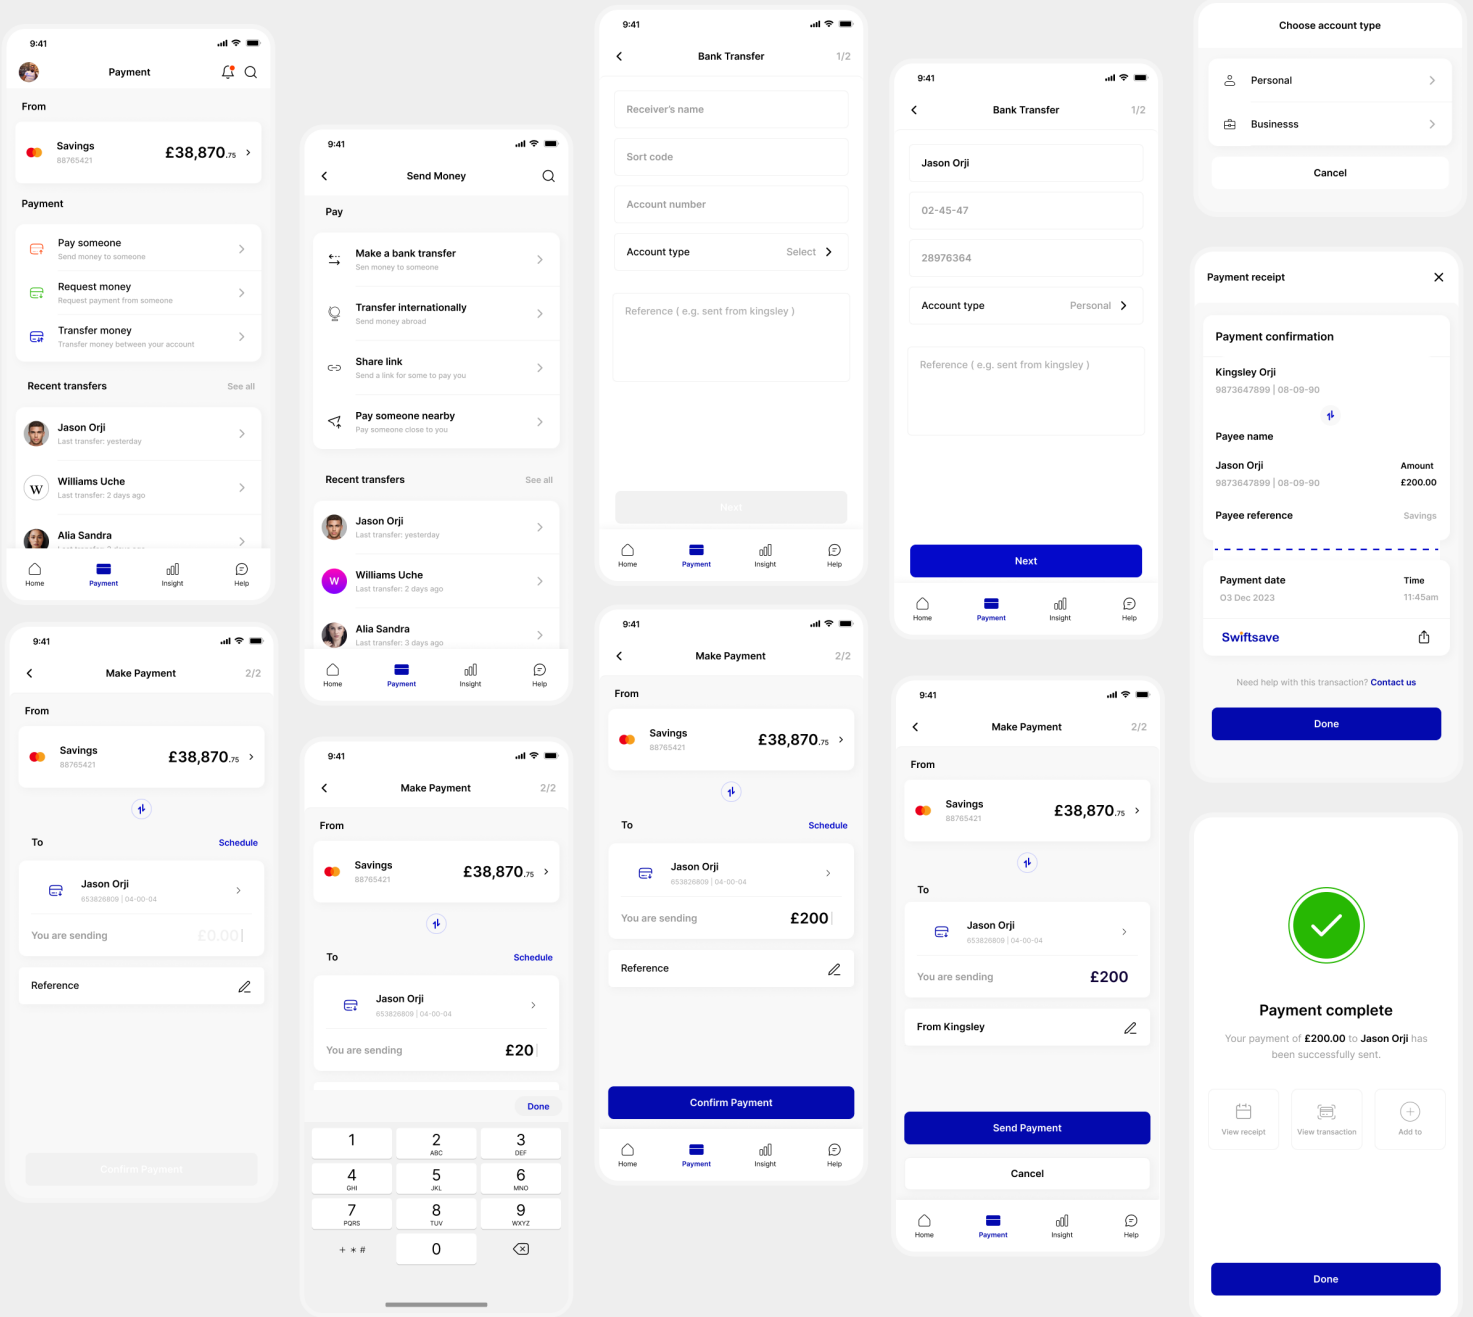 9:41
Payment
From
Savings
88765421
£38,870.75
Payment
Pay someone
Send money to someone
Request money
Request payment from someone
Transfer money
Transfer money between your account
Recent transfers See all
Jason Orji
Last transfer: yesterday
W
Williams Uche
Last transfer: 2 days ago
Alia Sandra
Home Payment Insight Help
9:41
Make Payment 2/2
From
Savings
88765421
£38,870.75
To Schedule
Jason Orji
653826809 | 04-00-04
You are sending £0.00
Reference
Confirm Payment
9:41
Send Money
Pay
Make a bank transfer
Sen money to someone
Transfer internationally
Send money abroad
Share link
Send a link for some to pay you
Pay someone nearby
Pay someone close to you
Recent transfers See all
Jason Orji
Last transfer: yesterday
W
Williams Uche
Last transfer: 2 days ago
Alia Sandra
Last transfer: 3 days ago
Home Payment Insight Help
9:41
Make Payment 2/2
From
Savings
88765421
£38,870.75
To Schedule
Jason Orji
653826809 | 04-00-04
You are sending £20
Done
1 2 3
ABC DEF
4 5 6
GHI JKL MNO
7 8 9
PQRS TUV WXYZ
+ * # 0
9:41
Bank Transfer 1/2
Receiver's name
Sort code
Account number
Account type Select
Reference ( e.g. sent from kingsley )
Next
Home Payment Insight Help
9:41
Make Payment 2/2
From
Savings
88765421
£38,870.75
To Schedule
Jason Orji
653826809 | 04-00-04
You are sending £200
Reference
Confirm Payment
Home Payment Insight Help
9:41
Bank Transfer 1/2
Jason Orji
02-45-47
28976364
Account type Personal
Reference ( e.g. sent from kingsley )
Next
Home Payment Insight Help
9:41
Make Payment 2/2
From
Savings
88765421
£38,870.75
To
Jason Orji
653826809 | 04-00-04
You are sending £200
From Kingsley
Send Payment
Cancel
Home Payment Insight Help
Choose account type
Personal
Businesss
Cancel
Payment receipt
Payment confirmation
Kingsley Orji
9873647899 | 08-09-90
Payee name
Jason Orji Amount
9873647899 | 08-09-90 £200.00
Payee reference Savings
Payment date Time
03 Dec 2023 11:45am
Swiftsave
Need help with this transaction? Contact us
Done
Payment complete
Your payment of £200.00 to Jason Orji has
been successfully sent.
View receipt View transaction Add to
Done